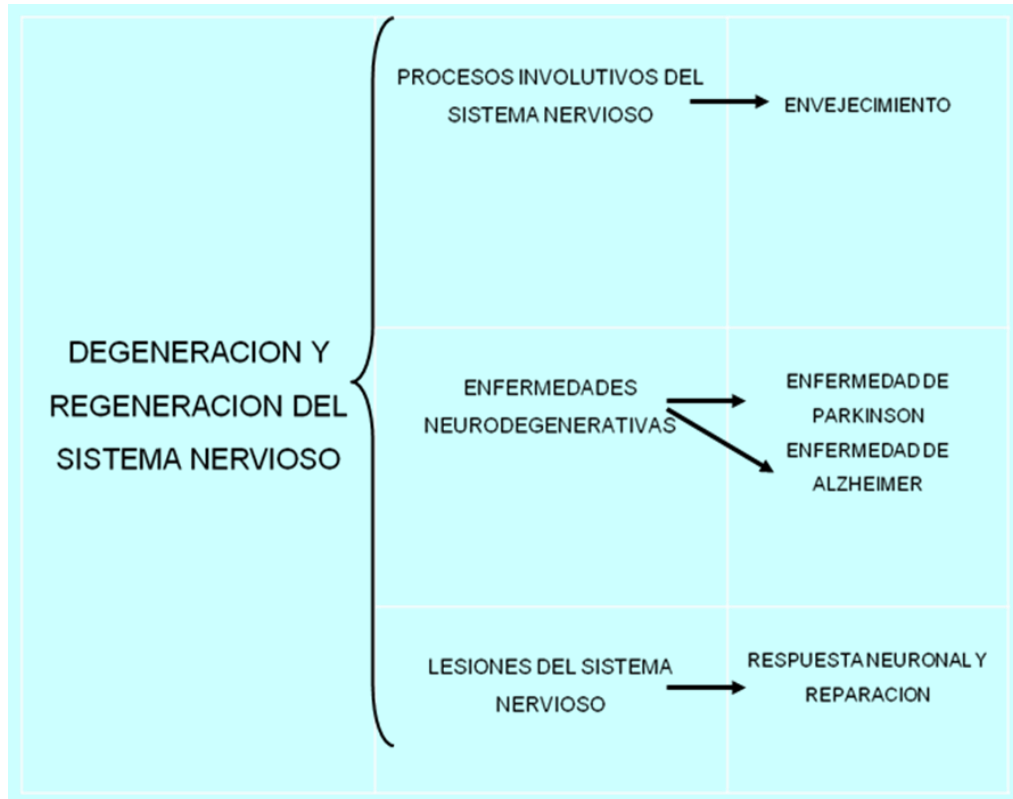 PROCESOS INVOLUTIVOS DEL
SISTEMA NERVIOSO
ENVEJECIMIENTO
DEGENERACION Y
REGENERACION DEL
SISTEMA NERVIOSO
ENFERMEDADES
NEURODEGENERATIVAS
ENFERMEDAD DE
PARKINSON
ENFERMEDAD DE
ALZHEIMER
LESIONES DEL SISTEMA
NERVIOSO
RESPUESTA NEURONAL Y
REPARACION